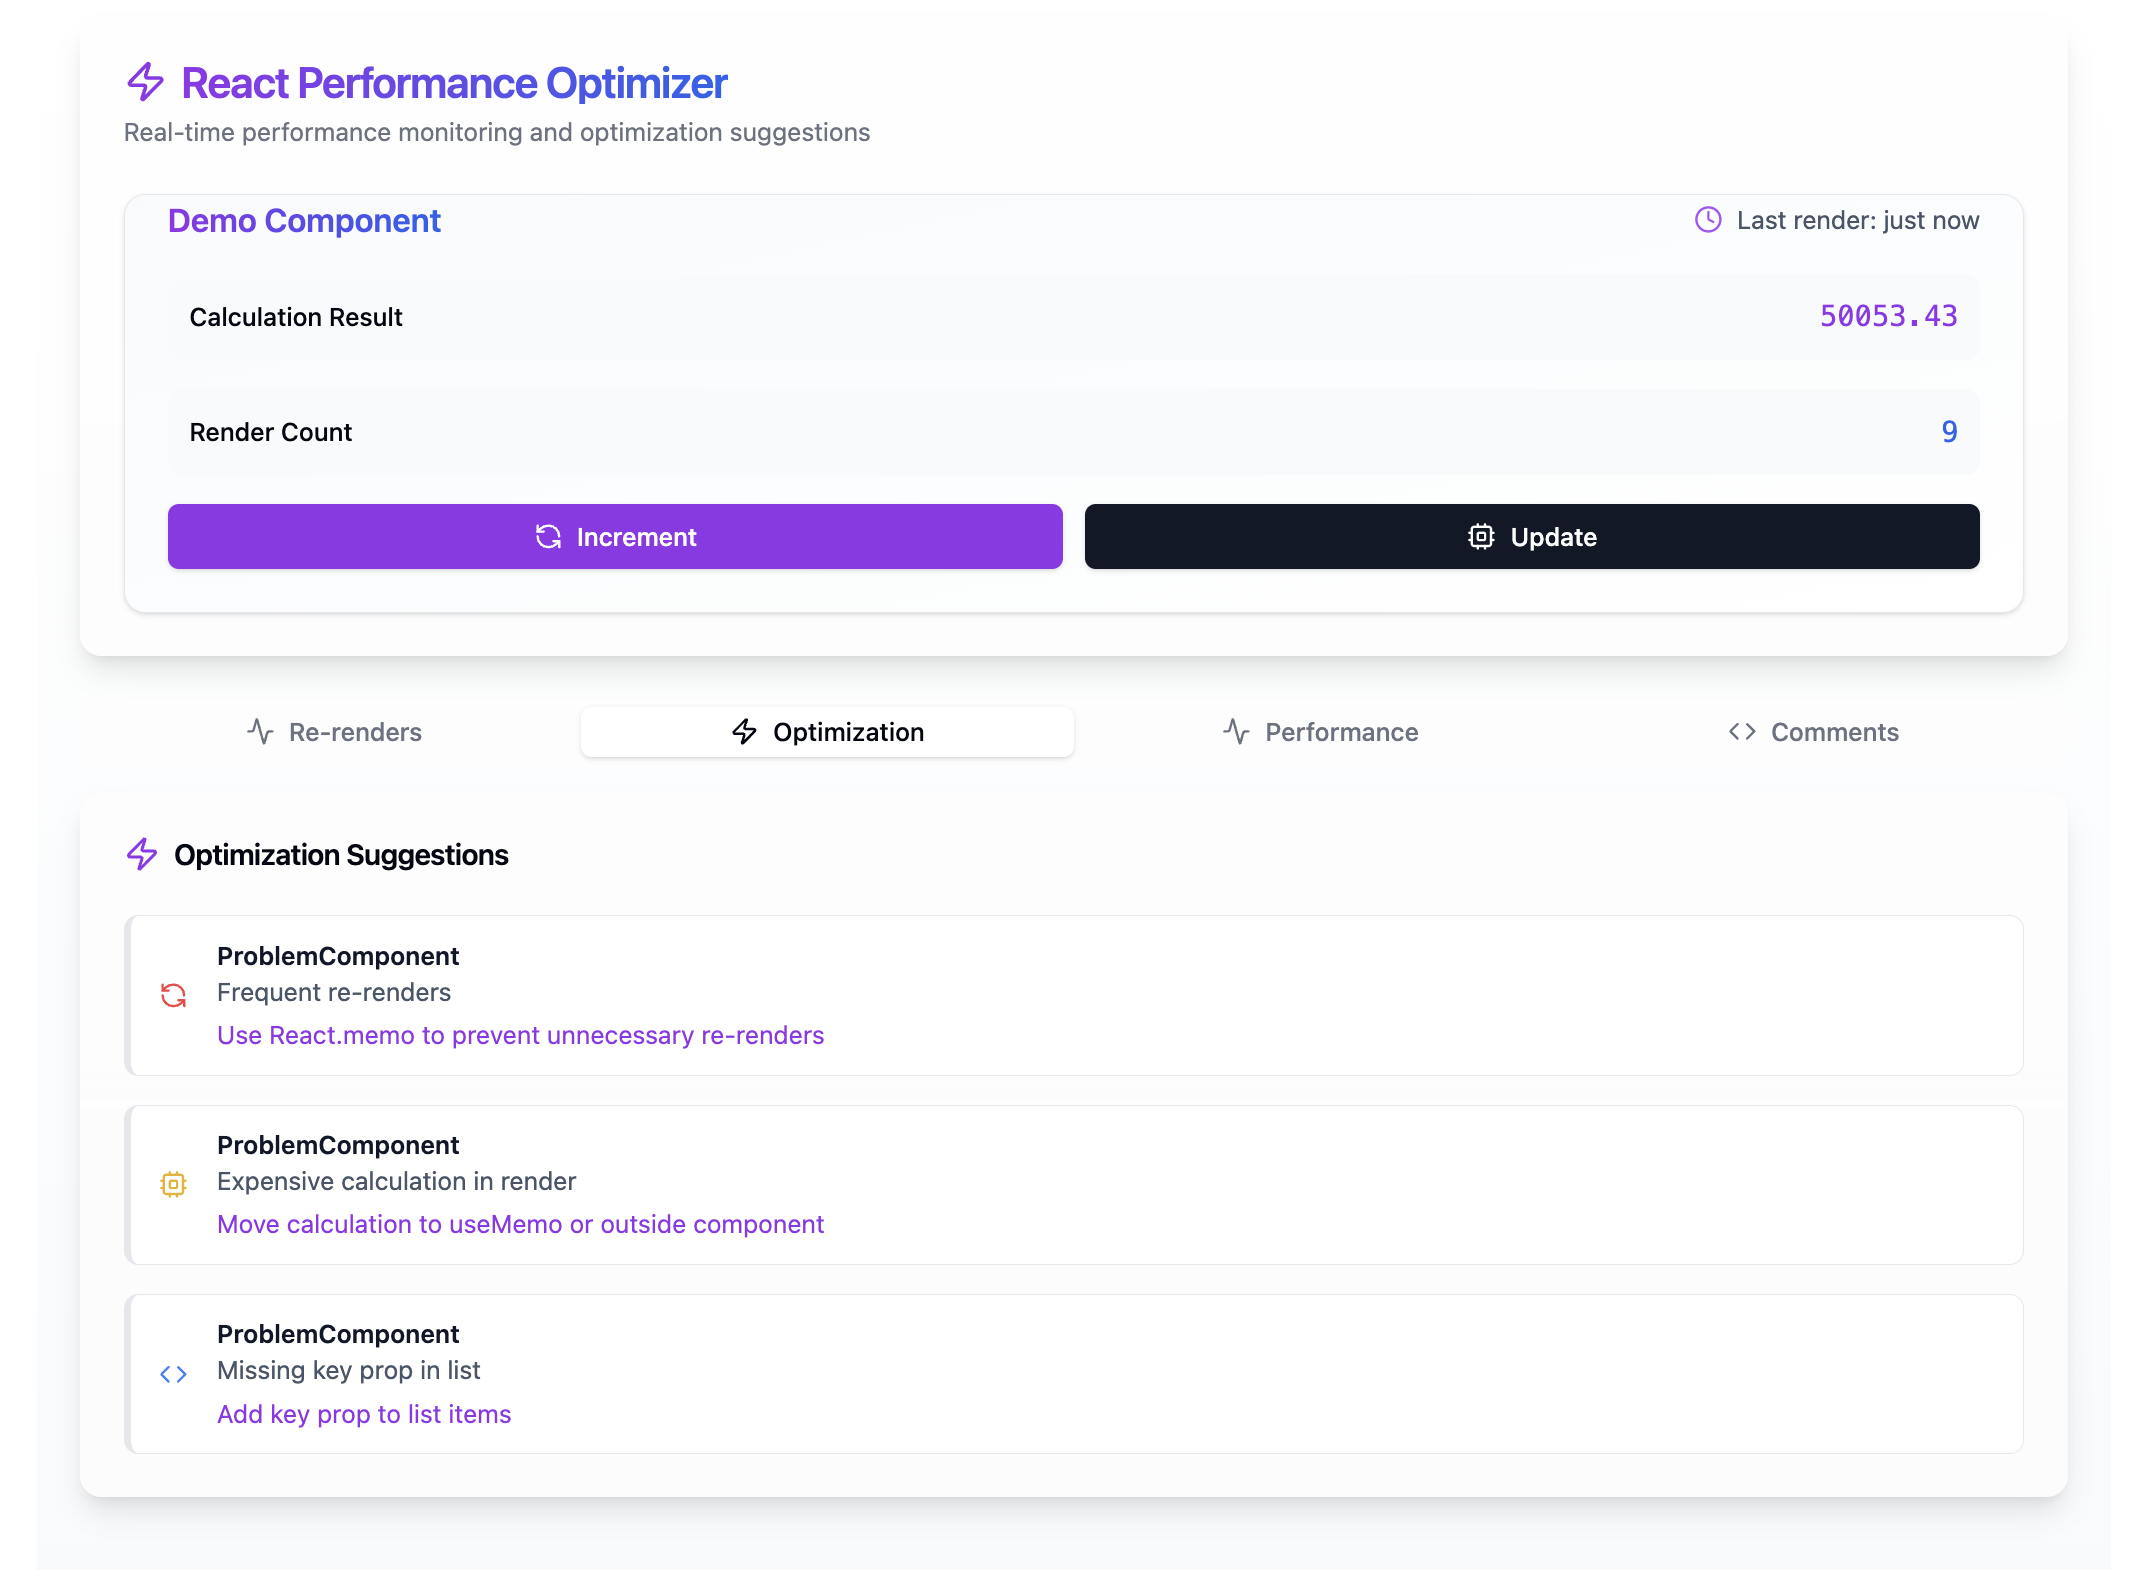 React Performance Optimizer
Real-time performance monitoring and optimization suggestions
Demo Component
Last render: just now
Calculation Result
50053.43
Render Count
9
Increment
Update
Re-renders
Optimization
Performance
Comments
Optimization Suggestions
ProblemComponent
Frequent re-renders
Use React.memo to prevent unnecessary re-renders
ProblemComponent
Expensive calculation in render
Move calculation to useMemo or outside component
ProblemComponent
Missing key prop in list
Add key prop to list items